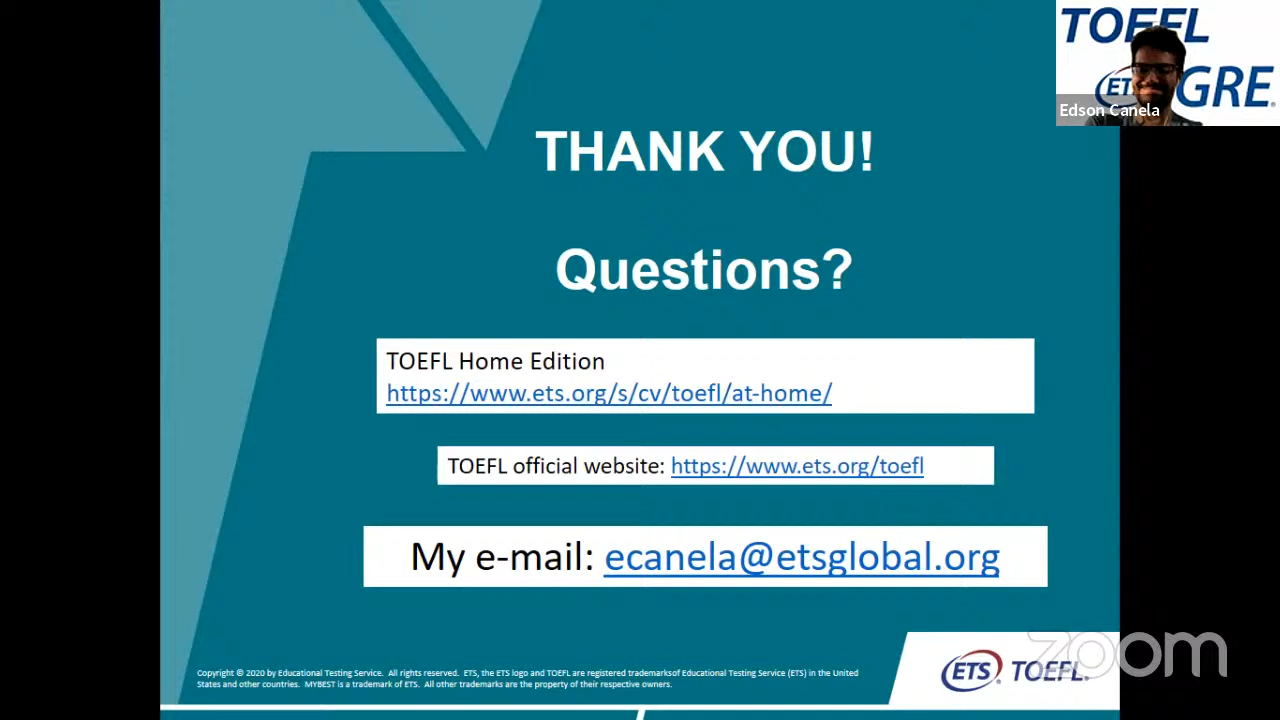 TOEFL
ETS GRE
Edson Canela
THANK YOU!
Questions?
TOEFL Home Edition
https://www.ets.org/s/cv/toefl/at-home/
TOEFL official website: https://www.ets.org/toefl
My e-mail: ecanela@etsglobal.org
Copyright © 2020 by Educational Testing Service. All rights reserved. ETS, the ETS logo and TOEFL are registered trademarksof Educational Testing Service (ETS) in the United
States and other countries. MYBEST is a trademark of ETS. All other trademarks are the property of their respective owners.
ETS® TOEFL®
zoom